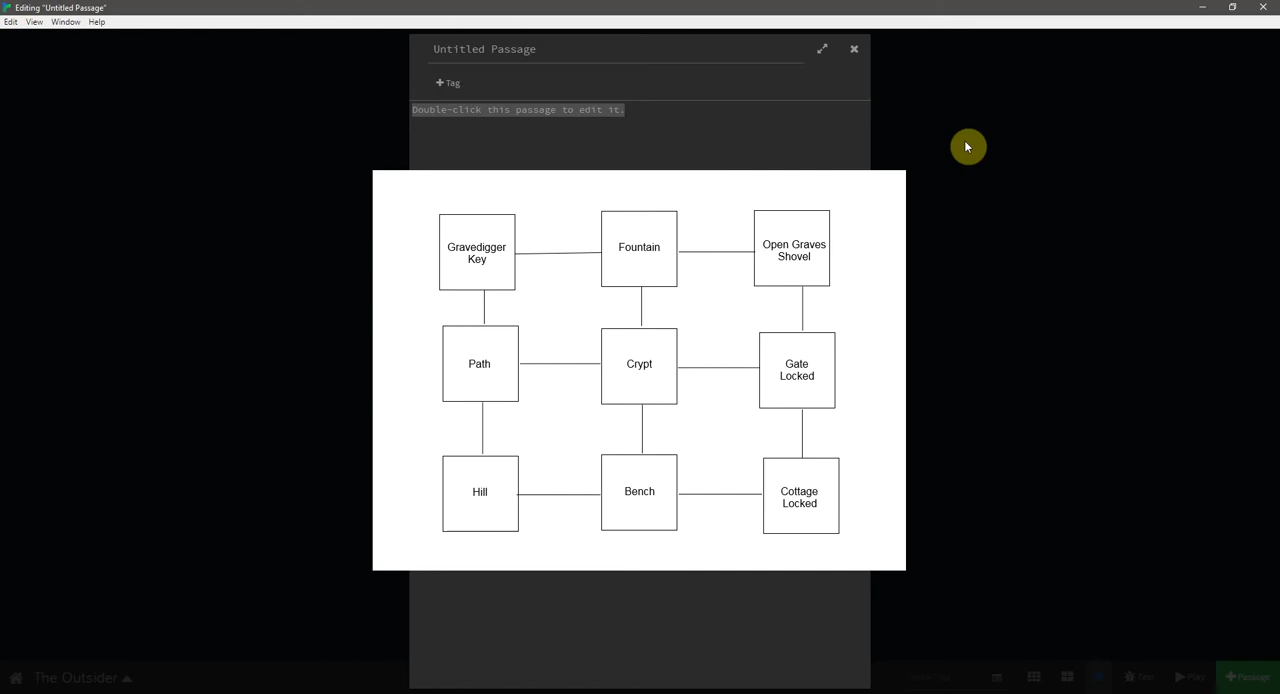 Editing "Untitled Passage"
Edit View Window Help
Untitled Passage
+Tag
Double-click this passage to edit it.
Gravedigger
Key
Fountain
Open Graves
Shovel
Path
Crypt
Gate
Locked
Hill
Bench
Cottage
Locked
The Outsider
Test
Play
+Passage